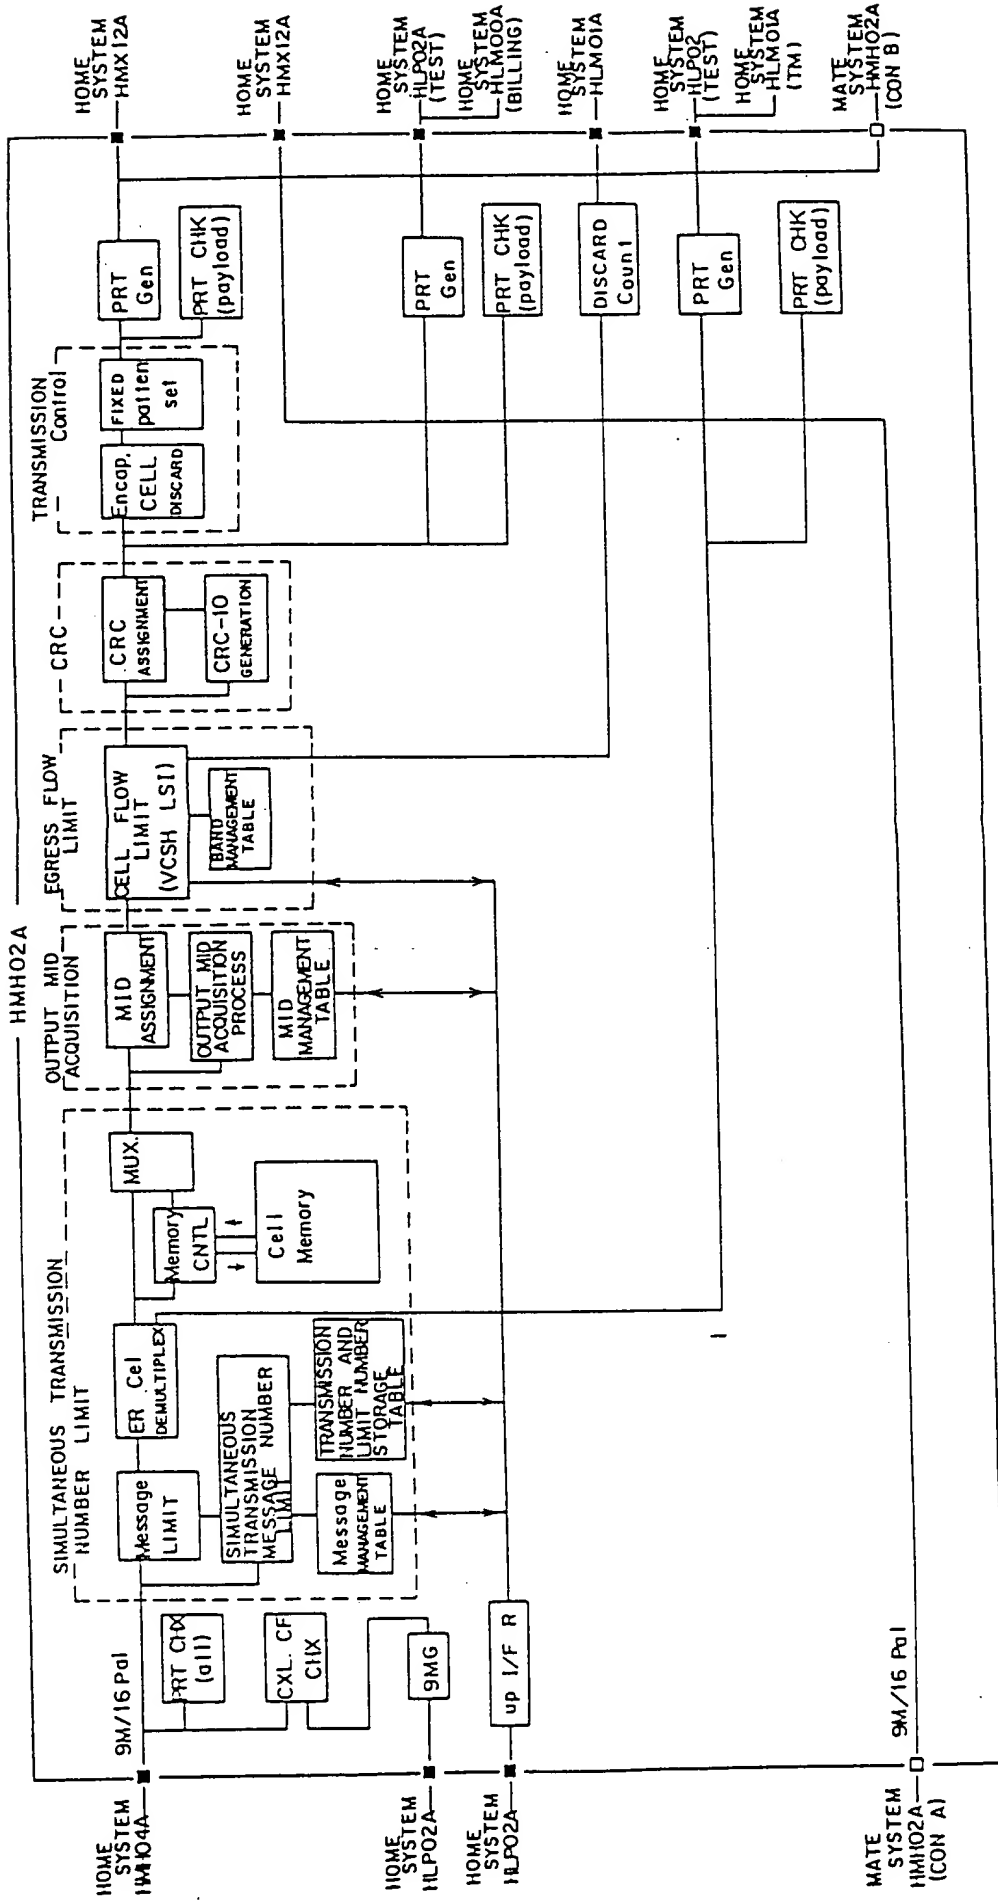 HMH02A
HOME
SYSTEM
HMH04A
9M/16 Pal
PRT CHX
(all)
CXL. CF
CHX
HOME
SYSTEM
HLP02A
9MG
HOME
SYSTEM
HLP02A
up I/F R
MATE
SYSTEM
HMH02A
(CON A)
9M/16 Pal
SIMULTANEOUS TRANSMISSION
NUMBER LIMIT
Message
LIMIT
ER Cel
DEMULTIPLEX
SIMULTANEOUS
TRANSMISSION
MESSAGE NUMBER
LIMIT
Message
MANAGEMENT
TABLE
TRANSMISSION
NUMBER AND
LIMIT NUMBER
STORAGE
TABLE
MUX.
Memory
CNTL
Cell
Memory
OUTPUT MID
ACQUISITION
MID
ASSIGNMENT
OUTPUT MID
ACQUISITION
PROCESS
MID
MANAGEMENT
TABLE
EGRESS FLOW
LIMIT
CELL FLOW
LIMIT
(VCSH LSI)
BAND
MANAGEMENT
TABLE
CRC
CRC
ASSIGNMENT
CRC-10
GENERATION
TRANSMISSION
Control
Encap.
CELL
DISCARD
FIXED
patten
set
PRT
Gen
PRT CHK
(payload)
PRT
Gen
PRT CHK
(payload)
DISCARD
Count
PRT
Gen
PRT CHK
(payload)
HOME
SYSTEM
HMX12A
HOME
SYSTEM
HMX12A
HOME
SYSTEM
HLP02A
(TEST)
HOME
SYSTEM
HLM00A
(BILLING)
HOME
SYSTEM
HLM01A
HOME
SYSTEM
HLP02
(TEST)
HOME
SYSTEM
HLM01A
(TM)
MATE
SYSTEM
HMH02A
(CON B)